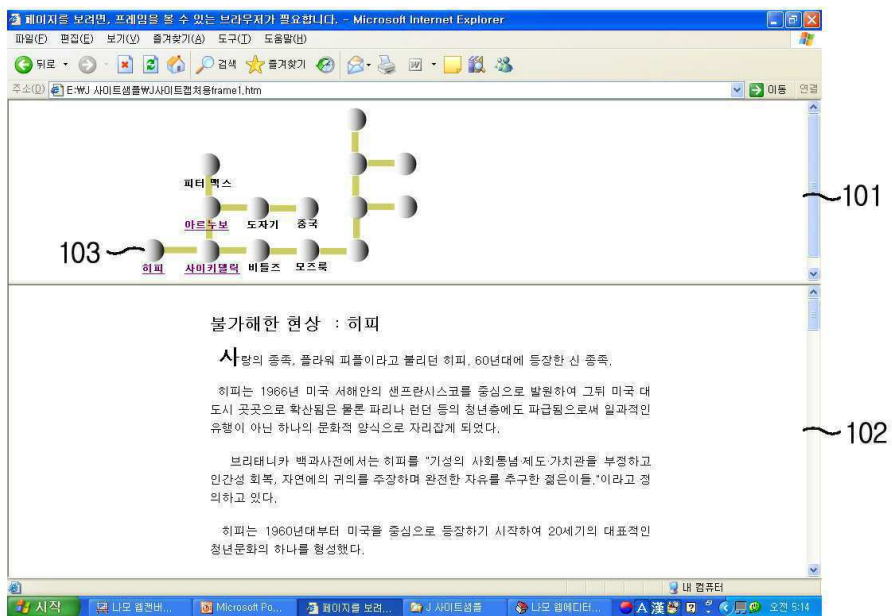 페이지를 보려면, 프레임을 볼 수 있는 브라우저가 필요합니다. - Microsoft Internet Explorer
파일(F) 편집(E) 보기(V) 즐겨찾기(A) 도구(T) 도움말(H)
뒤로 검색 즐겨찾기
주소(D) E:₩J 사이트샘플₩J사이트캡처용frame1.htm 이동 연결
101
피터 맥스
아르누보 도자기 중국
103
히피 사이키델릭 비틀즈 모즈룩
불가해한 현상 : 히피
사랑의 종족, 플라워 피플이라고 불리던 히피. 60년대에 등장한 신 종족.
히피는 1966년 미국 서해안의 샌프란시스코를 중심으로 발원하여 그뒤 미국 대
도시 곳곳으로 확산됨은 물론 파리나 런던 등의 청년층에도 파급됨으로써 일과적인
유행이 아닌 하나의 문화적 양식으로 자리잡게 되었다.
102
브리태니카 백과사전에서는 히피를 "기성의 사회통념·제도·가치관을 부정하고
인간성 회복, 자연에의 귀의를 주장하며 완전한 자유를 추구한 젊은이들."이라고 정
의하고 있다.
히피는 1960년대부터 미국을 중심으로 등장하기 시작하여 20세기의 대표적인
청년문화의 하나를 형성했다.
내 컴퓨터
시작 나모 웹캔버... Microsoft Po... 페이지를 보려... J 사이트샘플 나모 웹에디터... A 漢 오전 5:14